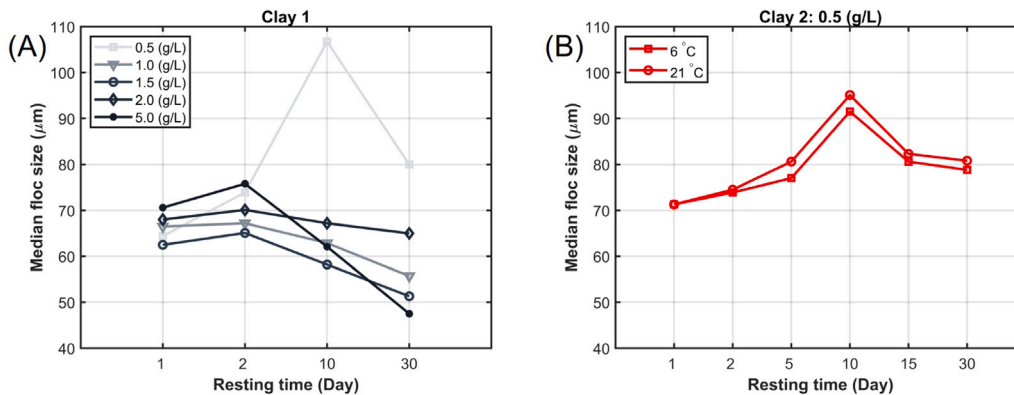 (A)
Clay 1
Median floc size (μm)
110
100
90
80
70
60
50
40
0.5 (g/L)
1.0 (g/L)
1.5 (g/L)
2.0 (g/L)
5.0 (g/L)
1 2 10 30
Resting time (Day)
(B)
Clay 2: 0.5 (g/L)
Median floc size (μm)
110
100
90
80
70
60
50
40
6 °C
21 °C
1 2 5 10 15 30
Resting time (Day)